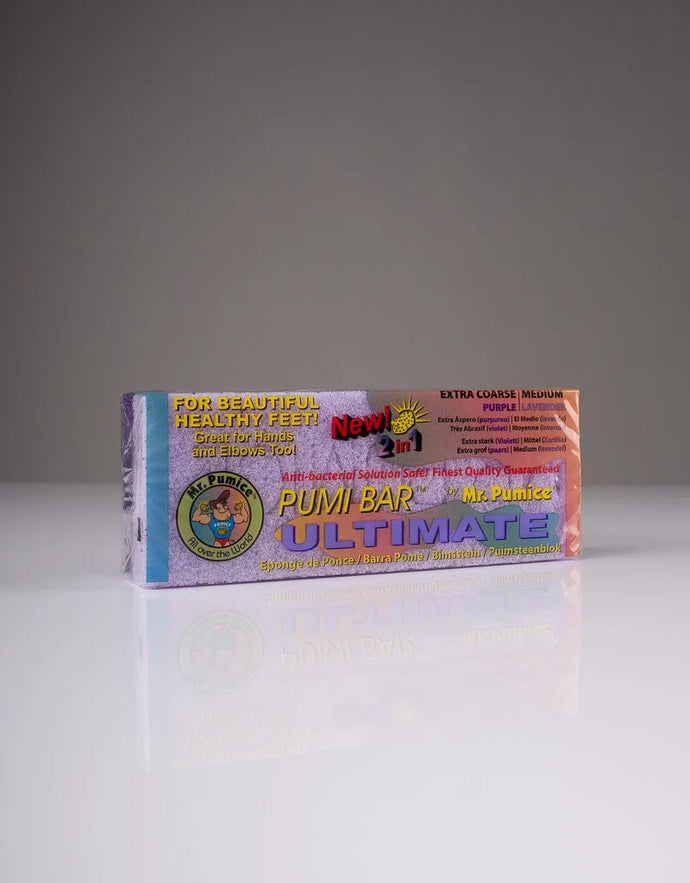 FOR BEAUTIFUL
HEALTHY FEET!
Great for Hands
and Elbows Too!
New!
2 in 1
EXTRA COARSE | MEDIUM
PURPLE | LAVENDER
Extra Áspero (purpureo) | El Medio (lavanda)
Très Abrasif (violet) | Moyenne (lavande)
Extra stark (Violett) | Mittel (Zartlila)
Extra grof (paars) | Medium (lavendel)
Anti-bacterial Solution Safe! Finest Quality Guaranteed
Mr. Pumice™
PUMICE
All over the World
PUMI BAR™ by Mr. Pumice™
ULTIMATE
Eponge de Ponce / Barra Pome / Bimsstein / Puimsteenblok